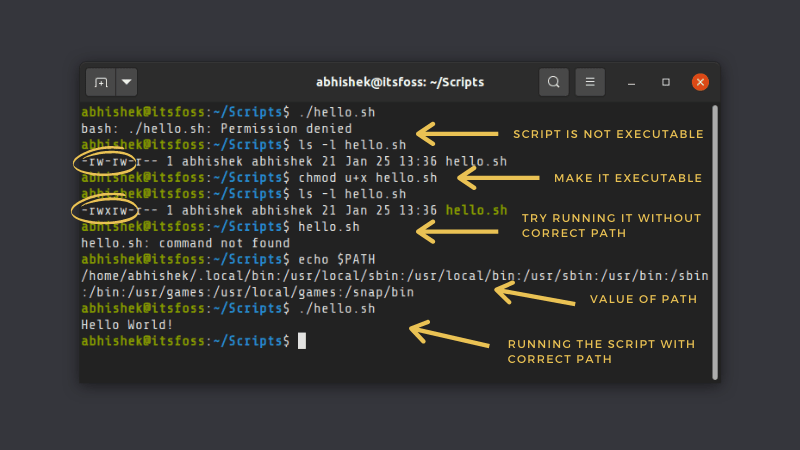 abhishek@itsfoss: ~/Scripts
abhishek@itsfoss:~/Scripts$ ./hello.sh
bash: ./hello.sh: Permission denied
SCRIPT IS NOT EXECUTABLE
abhishek@itsfoss:~/Scripts$ ls -l hello.sh
-rw-rw-r-- 1 abhishek abhishek 21 Jan 25 13:36 hello.sh
abhishek@itsfoss:~/Scripts$ chmod u+x hello.sh
MAKE IT EXECUTABLE
abhishek@itsfoss:~/Scripts$ ls -l hello.sh
-rwxrw-r-- 1 abhishek abhishek 21 Jan 25 13:36 hello.sh
abhishek@itsfoss:~/Scripts$ hello.sh
hello.sh: command not found
TRY RUNNING IT WITHOUT
CORRECT PATH
abhishek@itsfoss:~/Scripts$ echo $PATH
/home/abhishek/.local/bin:/usr/local/sbin:/usr/local/bin:/usr/sbin:/usr/bin:/sbin
:/bin:/usr/games:/usr/local/games:/snap/bin
VALUE OF PATH
abhishek@itsfoss:~/Scripts$ ./hello.sh
Hello World!
abhishek@itsfoss:~/Scripts$
RUNNING THE SCRIPT WITH
CORRECT PATH